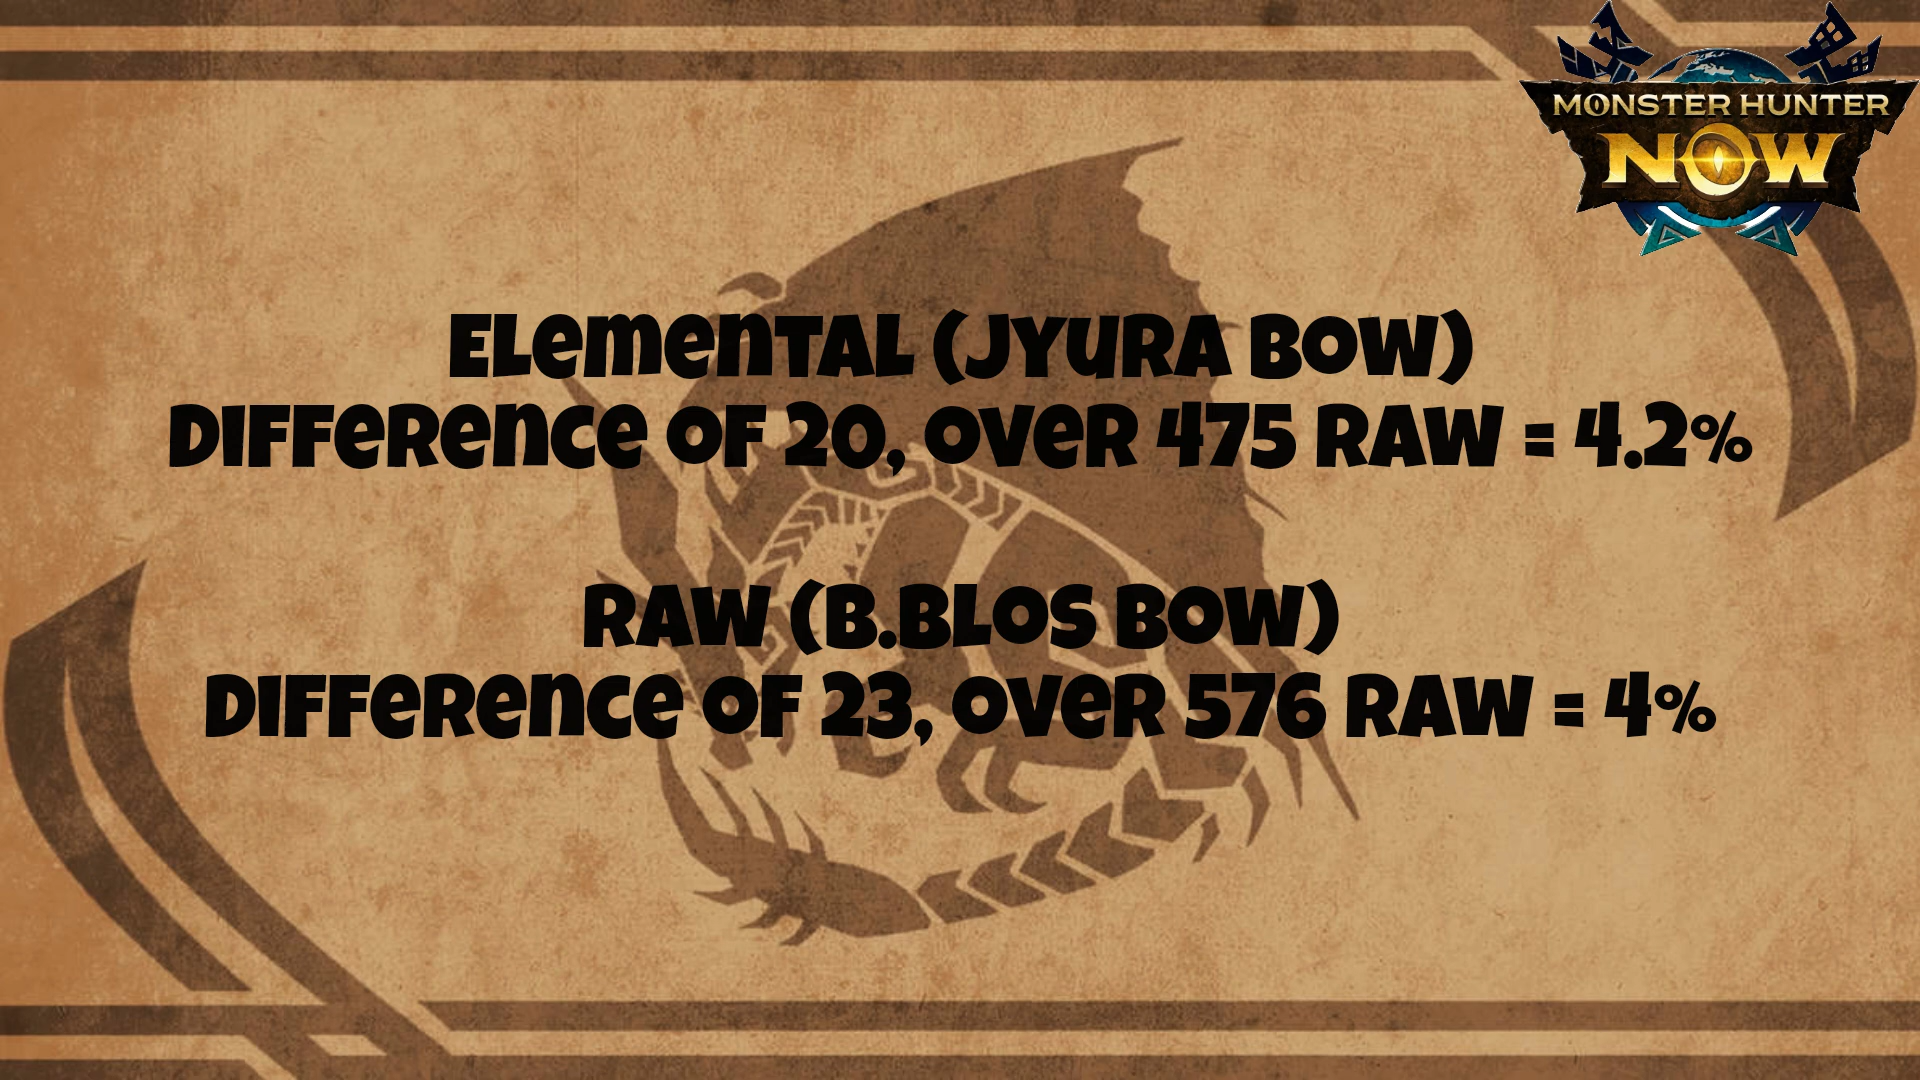 MONSTER HUNTER
NOW
ELEMENTAL (JYURA BOW)
DIFFERENCE OF 20, OVER 475 RAW = 4.2%
RAW (B.BLOS BOW)
DIFFERENCE OF 23, OVER 576 RAW = 4%